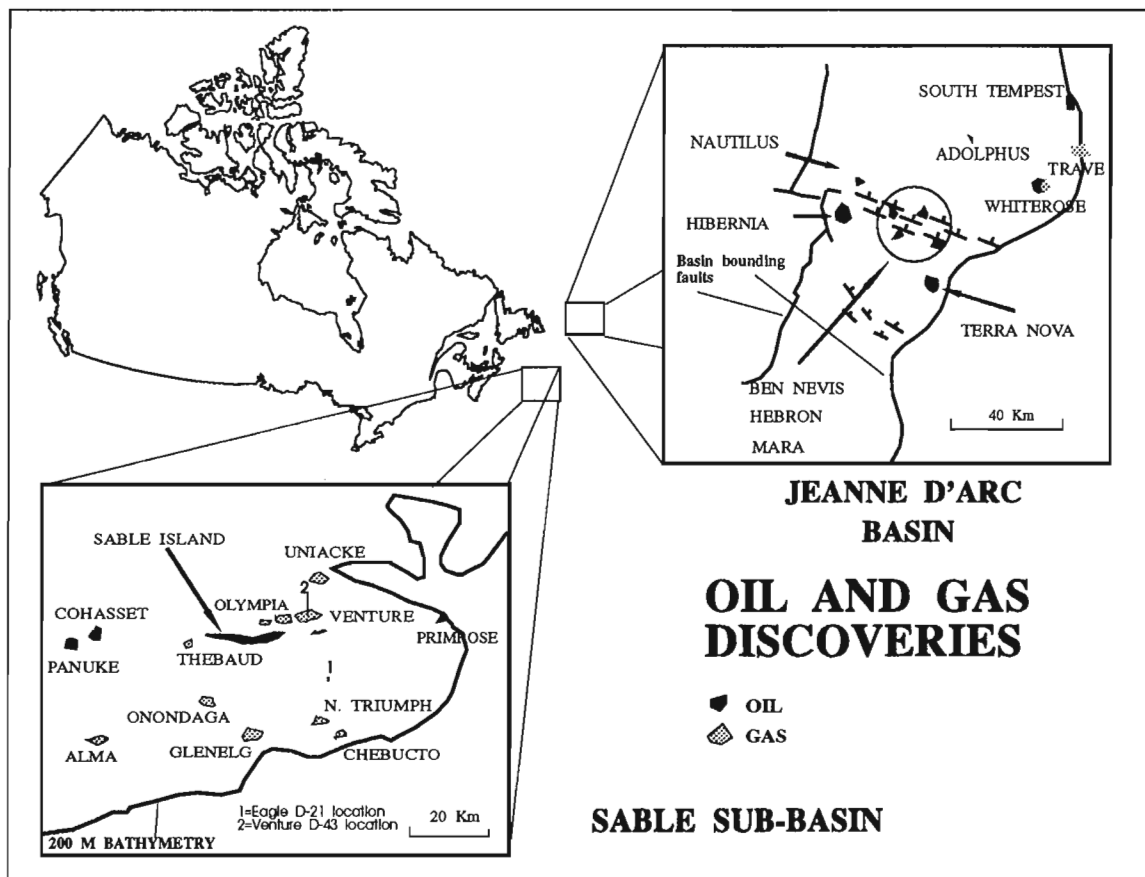 SOUTH TEMPEST
NAUTILUS
ADOLPHUS
TRAVE
WHITEROSE
HIBERNIA
Basin bounding
faults
TERRA NOVA
BEN NEVIS
HEBRON
MARA
40 Km
JEANNE D'ARC
BASIN
SABLE ISLAND
UNIACKE
2
COHASSET
OLYMPIA
VENTURE
PRIMROSE
PANUKE
THEBAUD
1
N. TRIUMPH
ONONDAGA
ALMA
GLENELG
CHEBUCTO
1=Eagle D-21 location
2=Venture D-43 location
20 Km
200 M BATHYMETRY
OIL AND GAS
DISCOVERIES
OIL
GAS
SABLE SUB-BASIN